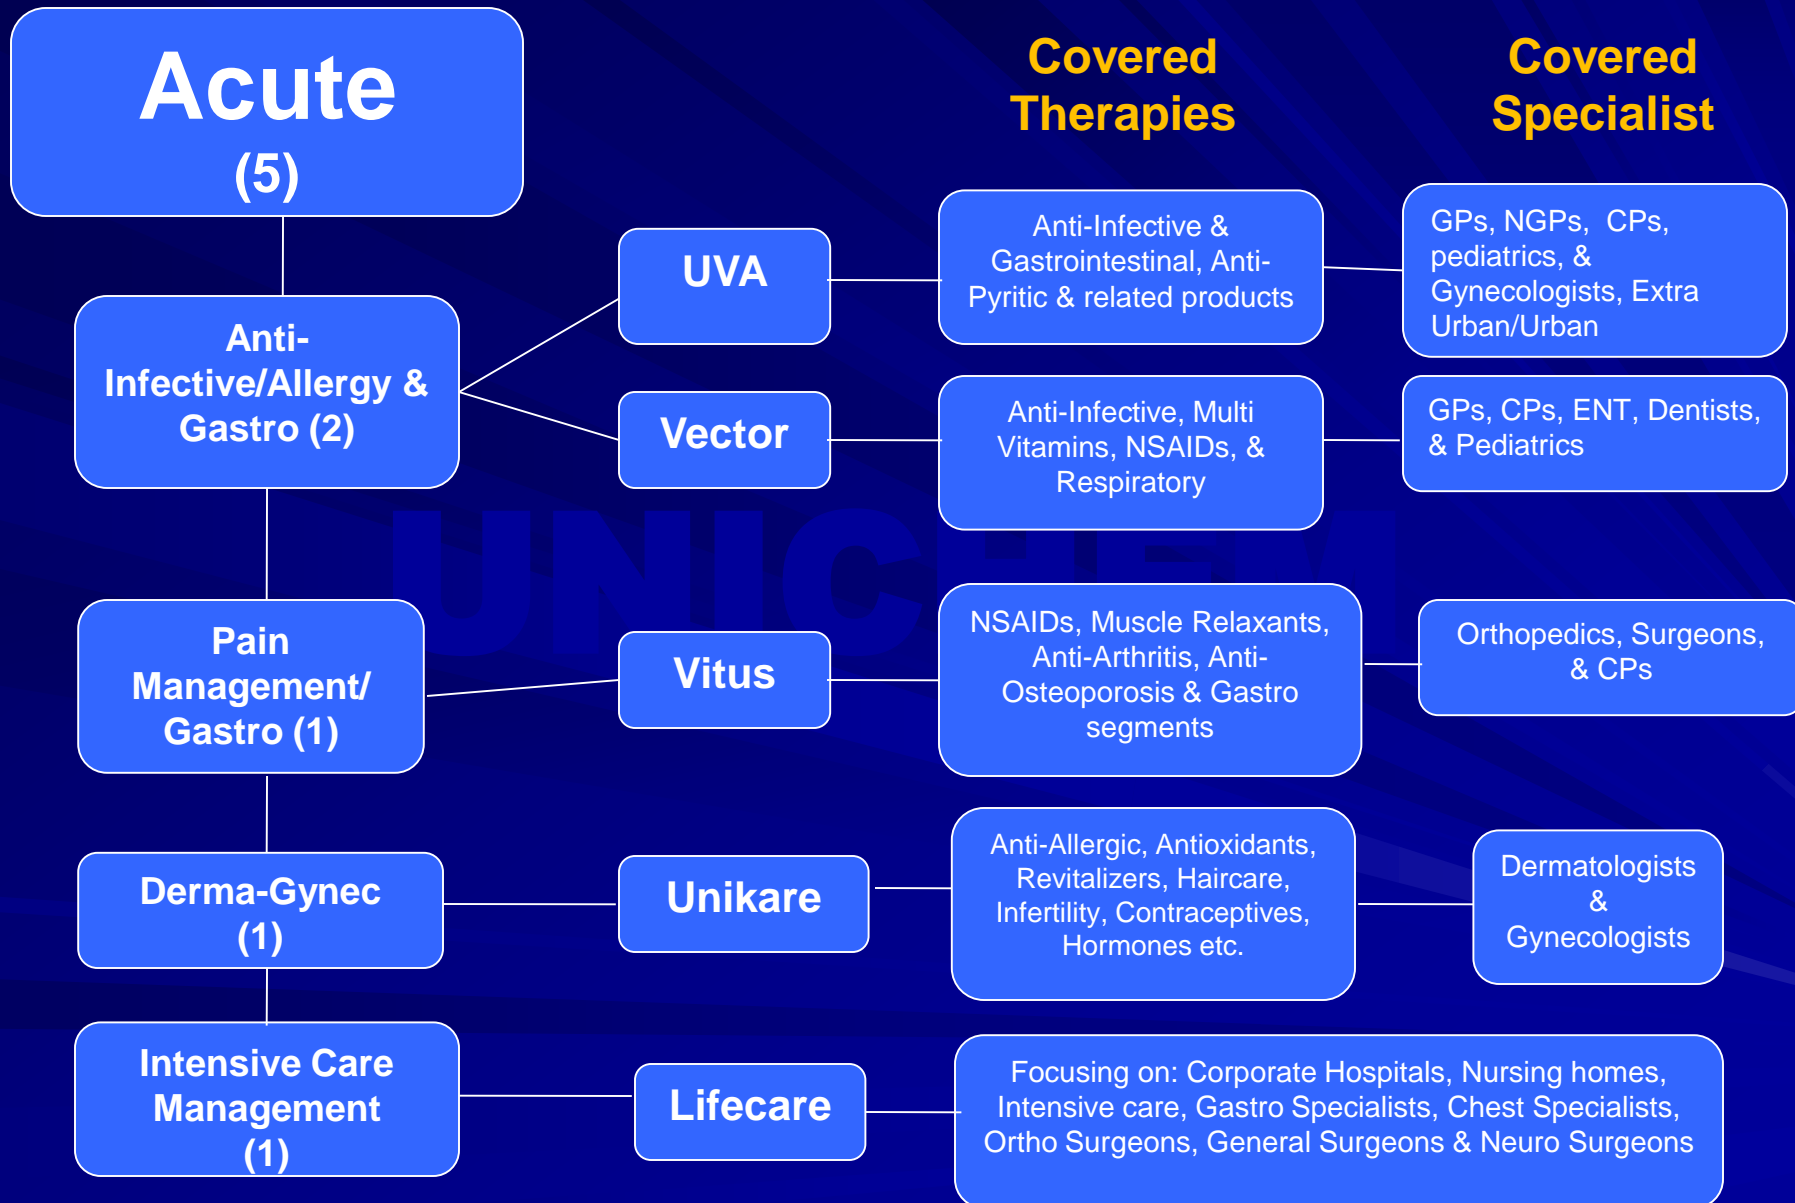 Acute
(5)
Covered
Therapies
Covered
Specialist
Anti-
Infective/Allergy &
Gastro (2)
UVA
Anti-Infective &
Gastrointestinal, Anti-
Pyritic & related products
GPs, NGPs, CPs,
pediatrics, &
Gynecologists, Extra
Urban/Urban
Vector
Anti-Infective, Multi
Vitamins, NSAIDs, &
Respiratory
GPs, CPs, ENT, Dentists,
& Pediatrics
UNICHEM
Pain
Management/
Gastro (1)
Vitus
NSAIDs, Muscle Relaxants,
Anti-Arthritis, Anti-
Osteoporosis & Gastro
segments
Orthopedics, Surgeons,
& CPs
Derma-Gynec
(1)
Unikare
Anti-Allergic, Antioxidants,
Revitalizers, Haircare,
Infertility, Contraceptives,
Hormones etc.
Dermatologists
&
Gynecologists
Intensive Care
Management
(1)
Lifecare
Focusing on: Corporate Hospitals, Nursing homes,
Intensive care, Gastro Specialists, Chest Specialists,
Ortho Surgeons, General Surgeons & Neuro Surgeons